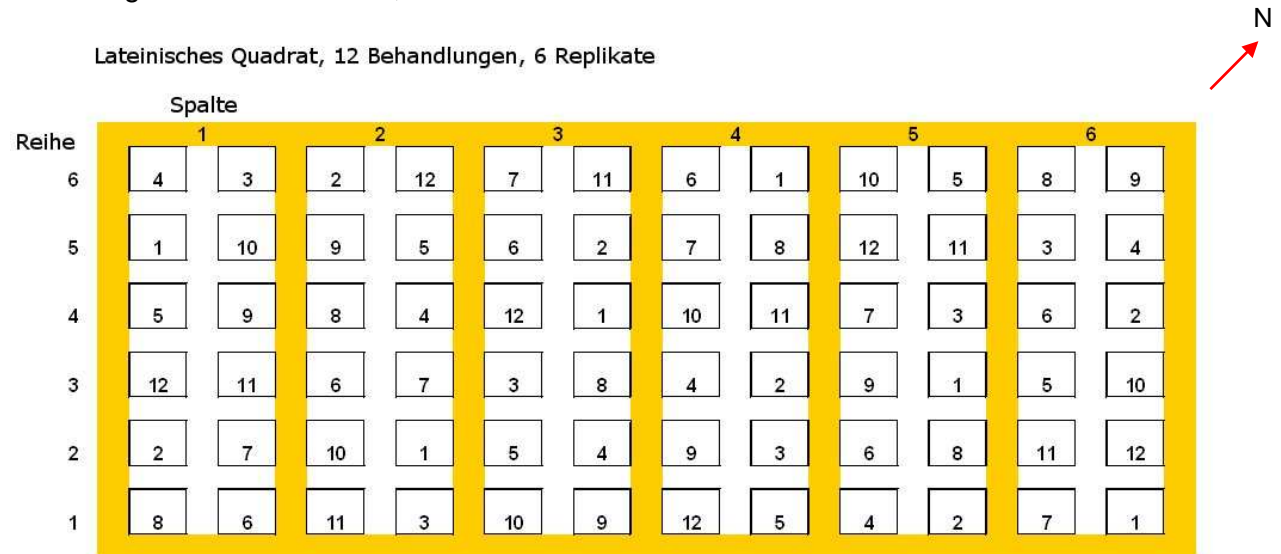 N
Lateinisches Quadrat, 12 Behandlungen, 6 Replikate
Spalte
Reihe 1 2 3 4 5 6
6 4 3 2 12 7 11 6 1 10 5 8 9
5 1 10 9 5 6 2 7 8 12 11 3 4
4 5 9 8 4 12 1 10 11 7 3 6 2
3 12 11 6 7 3 8 4 2 9 1 5 10
2 2 7 10 1 5 4 9 3 6 8 11 12
1 8 6 11 3 10 9 12 5 4 2 7 1